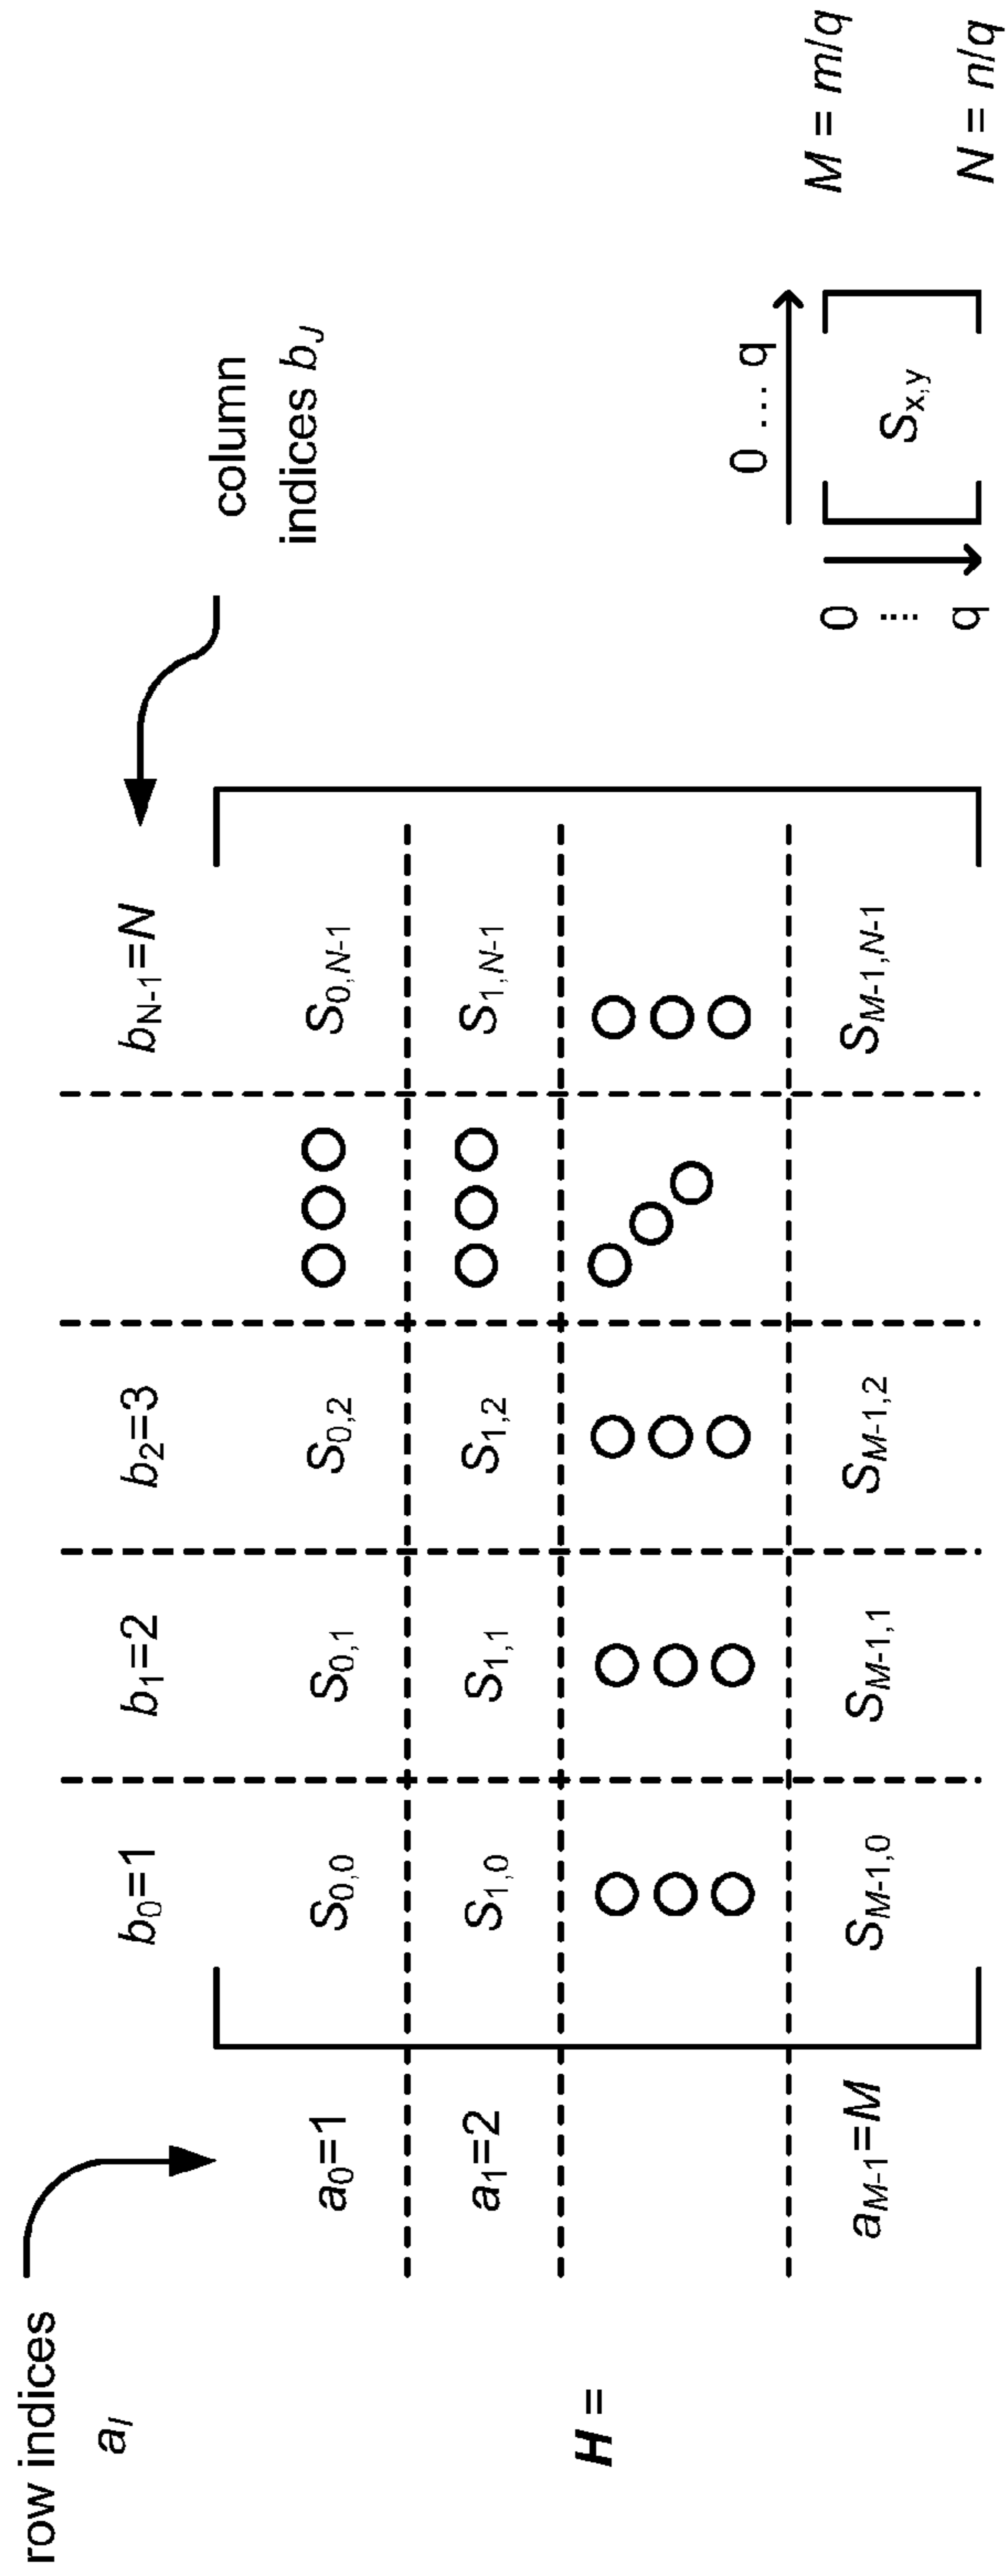 row indices
a_I
column
indices b_J
b_0=1 b_1=2 b_2=3 b_{N-1}=N
a_0=1 S_{0,0} S_{0,1} S_{0,2} S_{0,N-1}
a_1=2 S_{1,0} S_{1,1} S_{1,2} S_{1,N-1}
H =
a_{M-1}=M S_{M-1,0} S_{M-1,1} S_{M-1,2} S_{M-1,N-1}
0 ... q
0
⋮
q
S_{x,y}
M = m/q
N = n/q